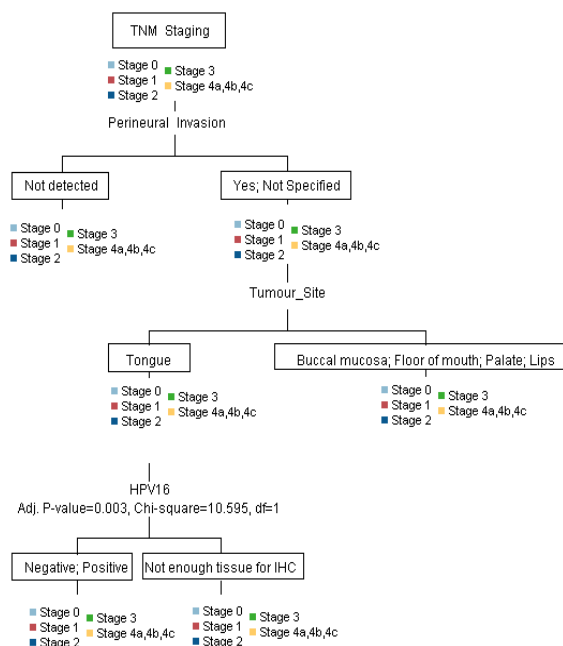 TNM Staging
Stage 0
Stage 1
Stage 2
Stage 3
Stage 4a,4b,4c
Perineural Invasion
Not detected
Yes; Not Specified
Stage 0
Stage 1
Stage 2
Stage 3
Stage 4a,4b,4c
Stage 0
Stage 1
Stage 2
Stage 3
Stage 4a,4b,4c
Tumour_Site
Tongue
Buccal mucosa; Floor of mouth; Palate; Lips
Stage 0
Stage 1
Stage 2
Stage 3
Stage 4a,4b,4c
Stage 0
Stage 1
Stage 2
Stage 3
Stage 4a,4b,4c
HPV16
Adj. P-value=0.003, Chi-square=10.595, df=1
Negative; Positive
Not enough tissue for IHC
Stage 0
Stage 1
Stage 2
Stage 3
Stage 4a,4b,4c
Stage 0
Stage 1
Stage 2
Stage 3
Stage 4a,4b,4c